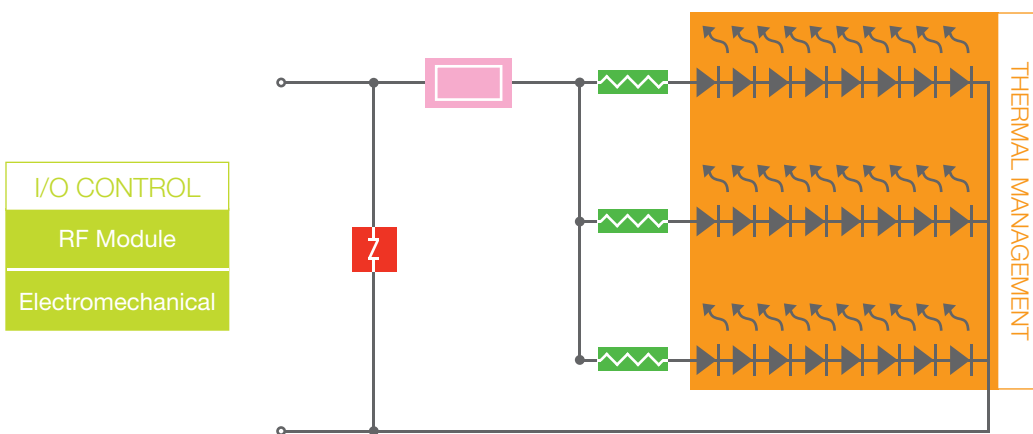 I/O CONTROL
RF Module
Electromechanical
THERMAL MANAGEMENT